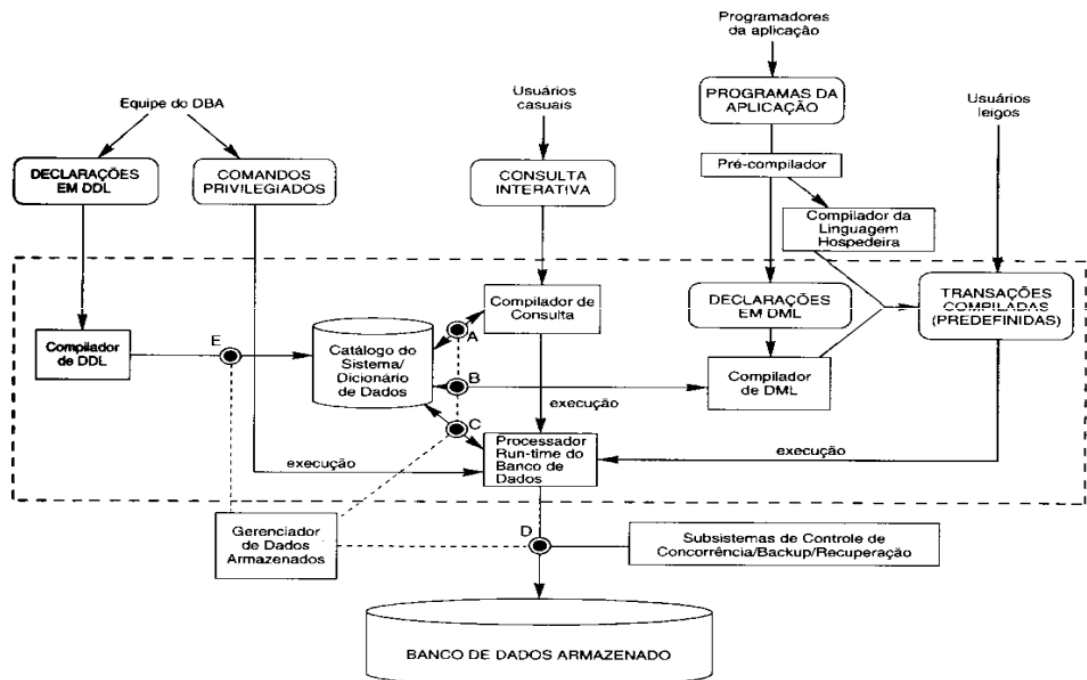 Programadores
da aplicação
Equipe do DBA
Usuários
casuais
PROGRAMAS DA
APLICAÇÃO
Usuários
leigos
DECLARAÇÕES
EM DDL
COMANDOS
PRIVILEGIADOS
CONSULTA
INTERATIVA
Pré-compilador
Compilador da
Linguagem
Hospedeira
Compilador de
Consulta
DECLARAÇÕES
EM DML
TRANSAÇÕES
COMPILADAS
(PREDEFINIDAS)
Compilador
de DDL
E
Catálogo do
Sistema/
Dicionário
de Dados
A
B
C
Compilador
de DML
execução
Processador
Run-time do
Banco de
Dados
execução
execução
Gerenciador
de Dados
Armazenados
D
Subsistemas de Controle de
Concorrência/Backup/Recuperação
BANCO DE DADOS ARMAZENADO